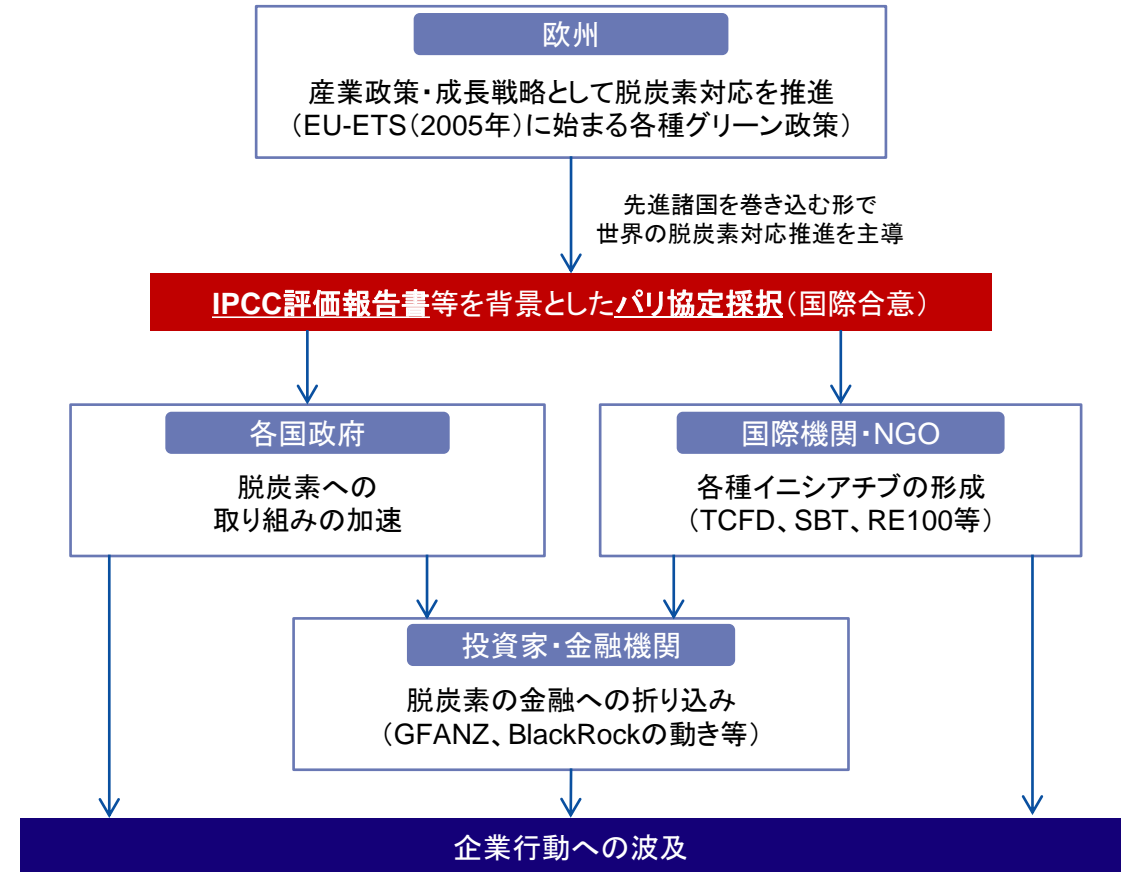 欧州
産業政策・成長戦略として脱炭素対応を推進
（EU-ETS（2005年）に始まる各種グリーン政策）
先進諸国を巻き込む形で
世界の脱炭素対応推進を主導
IPCC評価報告書等を背景としたパリ協定採択（国際合意）
各国政府
脱炭素への
取り組みの加速
国際機関・NGO
各種イニシアチブの形成
（TCFD、SBT、RE100等）
投資家・金融機関
脱炭素の金融への折り込み
（GFANZ、BlackRockの動き等）
企業行動への波及